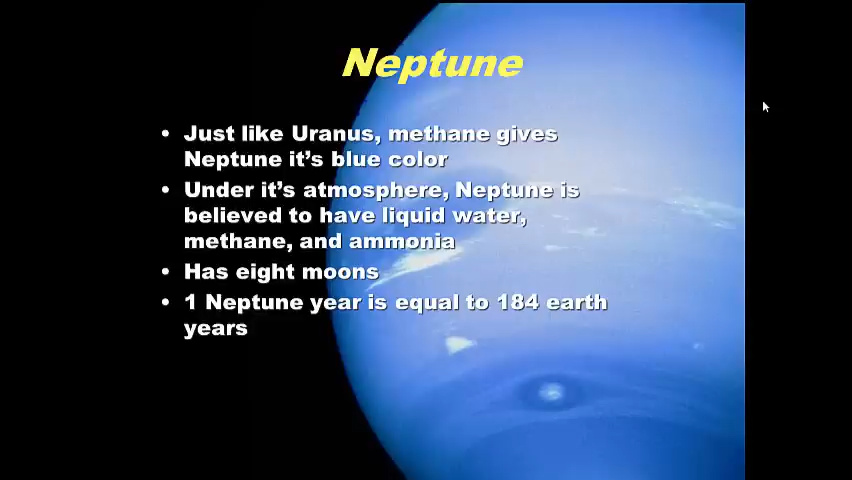 Neptune
• Just like Uranus, methane gives
Neptune it’s blue color
• Under it’s atmosphere, Neptune is
believed to have liquid water,
methane, and ammonia
• Has eight moons
• 1 Neptune year is equal to 184 earth
years